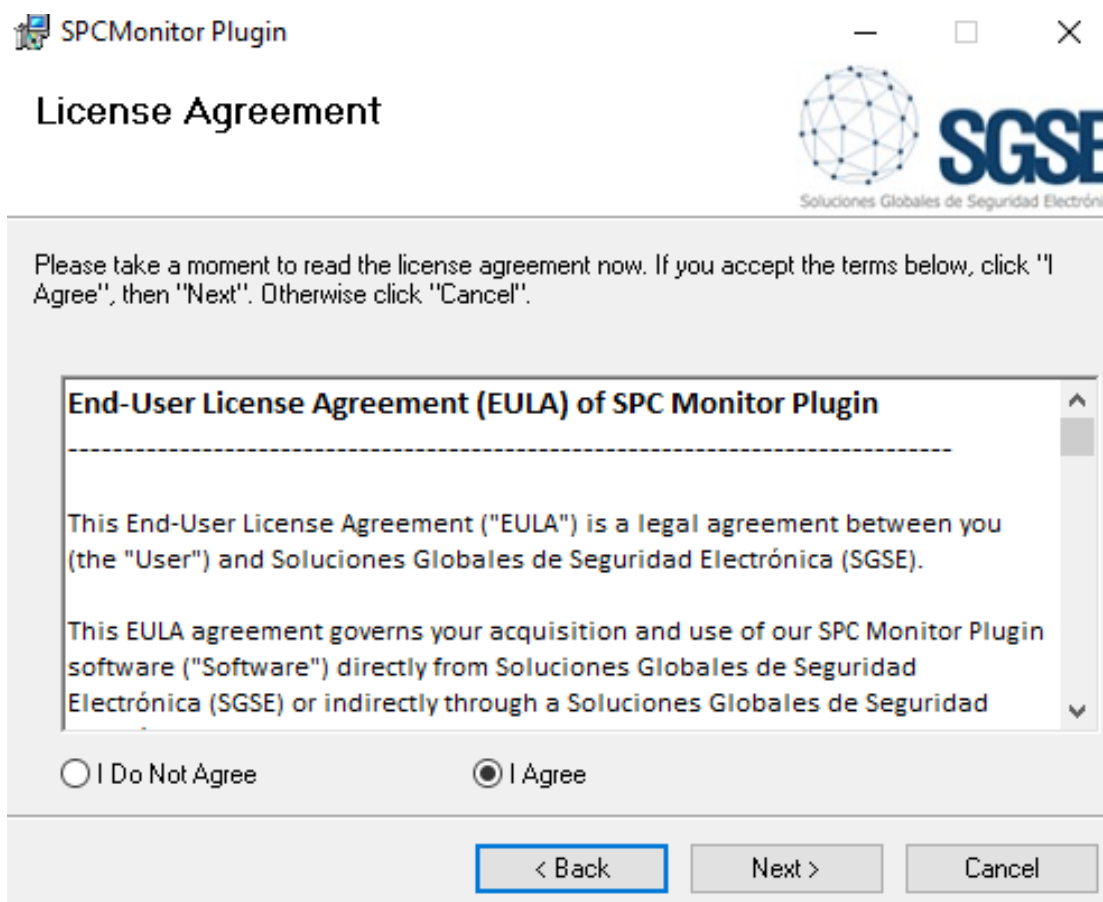 SPCMonitor Plugin
License Agreement
SGSE
Soluciones Globales de Seguridad
Please take a moment to read the license agreement now. If you accept the terms below, click "I
Agree", then "Next". Otherwise click "Cancel".
End-User License Agreement (EULA) of SPC Monitor Plugin
-------------------------------------------------------------------------------
This End-User License Agreement ("EULA") is a legal agreement between you
(the "User") and Soluciones Globales de Seguridad Electrónica (SGSE).
This EULA agreement governs your acquisition and use of our SPC Monitor Plugin
software ("Software") directly from Soluciones Globales de Seguridad
Electrónica (SGSE) or indirectly through a Soluciones Globales de Seguridad
I Do Not Agree
I Agree
< Back
Next >
Cancel